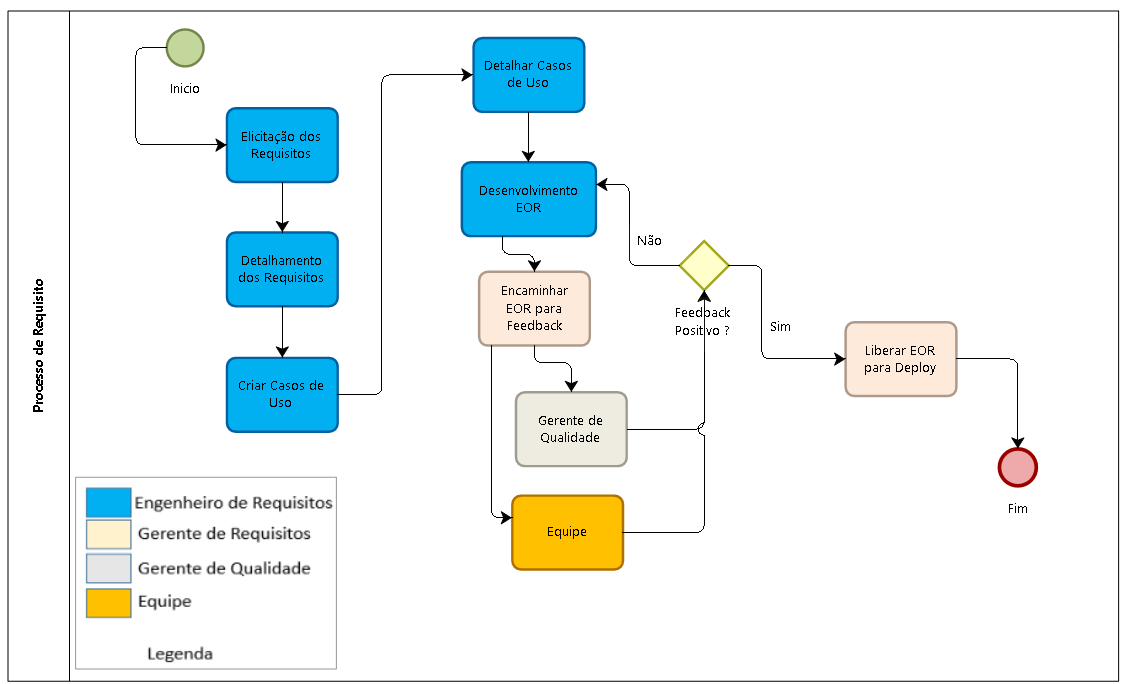 Processo de Requisito
Inicio
Elicitação dos
Requisitos
Detalhamento
dos Requisitos
Criar Casos de
Uso
Detalhar Casos
de Uso
Desenvolvimento
EOR
Encaminhar
EOR para
Feedback
Gerente de
Qualidade
Equipe
Não
Feedback
Positivo ?
Sim
Liberar EOR
para Deploy
Fim
Engenheiro de Requisitos
Gerente de Requisitos
Gerente de Qualidade
Equipe
Legenda